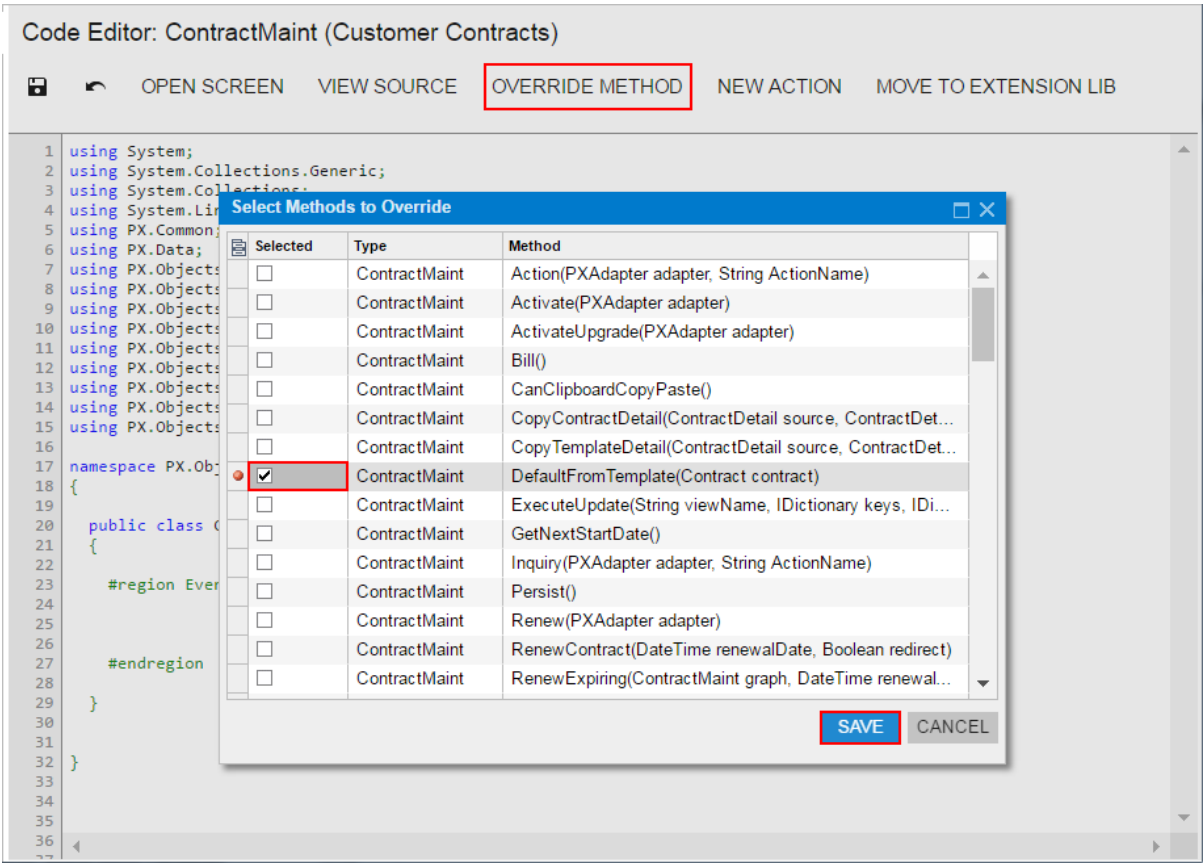 Code Editor: ContractMaint (Customer Contracts)
OPEN SCREEN VIEW SOURCE OVERRIDE METHOD NEW ACTION MOVE TO EXTENSION LIB
1 using System;
2 using System.Collections.Generic;
3 using System.Collections;
4 using System.Lin
5 using PX.Common;
6 using PX.Data;
7 using PX.Objects
8 using PX.Objects
9 using PX.Objects
10 using PX.Objects
11 using PX.Objects
12 using PX.Objects
13 using PX.Objects
14 using PX.Objects
15 using PX.Objects
16
17 namespace PX.Obj
18 {
19
20 public class C
21 {
22
23 #region Even
24
25
26
27 #endregion
28
29 }
30
31
32 }
33
34
35
36
37
Select Methods to Override
Selected Type Method
ContractMaint Action(PXAdapter adapter, String ActionName)
ContractMaint Activate(PXAdapter adapter)
ContractMaint ActivateUpgrade(PXAdapter adapter)
ContractMaint Bill()
ContractMaint CanClipboardCopyPaste()
ContractMaint CopyContractDetail(ContractDetail source, ContractDet...
ContractMaint CopyTemplateDetail(ContractDetail source, ContractDet...
ContractMaint DefaultFromTemplate(Contract contract)
ContractMaint ExecuteUpdate(String viewName, IDictionary keys, IDi...
ContractMaint GetNextStartDate()
ContractMaint Inquiry(PXAdapter adapter, String ActionName)
ContractMaint Persist()
ContractMaint Renew(PXAdapter adapter)
ContractMaint RenewContract(DateTime renewalDate, Boolean redirect)
ContractMaint RenewExpiring(ContractMaint graph, DateTime renewal...
SAVE CANCEL